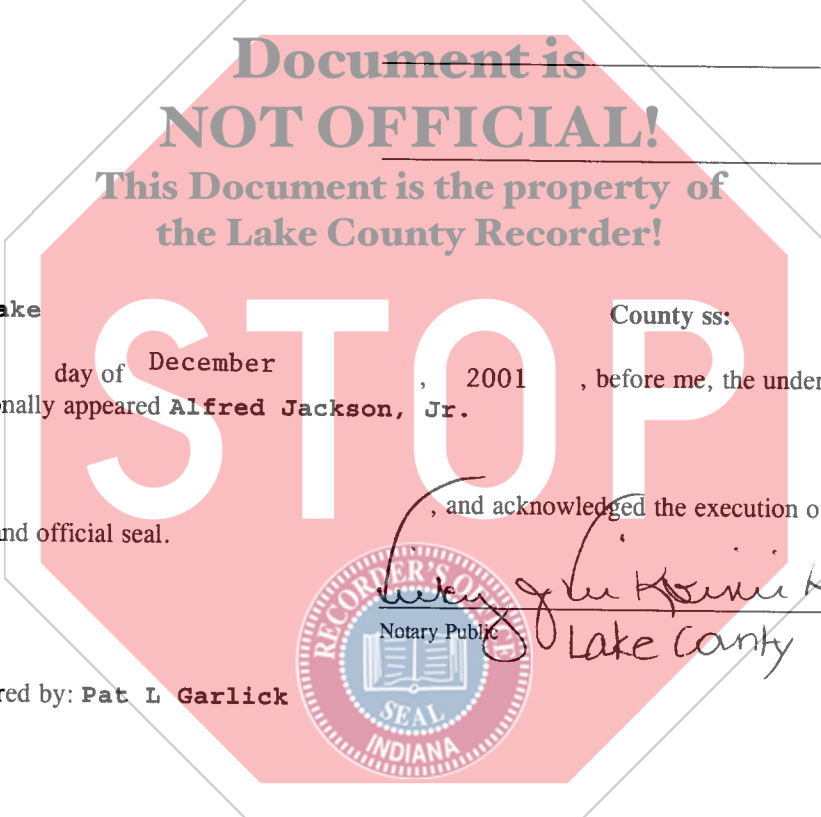 Document is
NOT OFFICIAL!
This Document is the property of
the Lake County Recorder!
STOP
ake County ss:
day of December , 2001 , before me, the under
onally appeared Alfred Jackson, Jr.
, and acknowledged the execution o
nd official seal.
Notary Public
Lake County
red by: Pat L Garlick
RECORDER'S OFFICE
SEAL
INDIANA